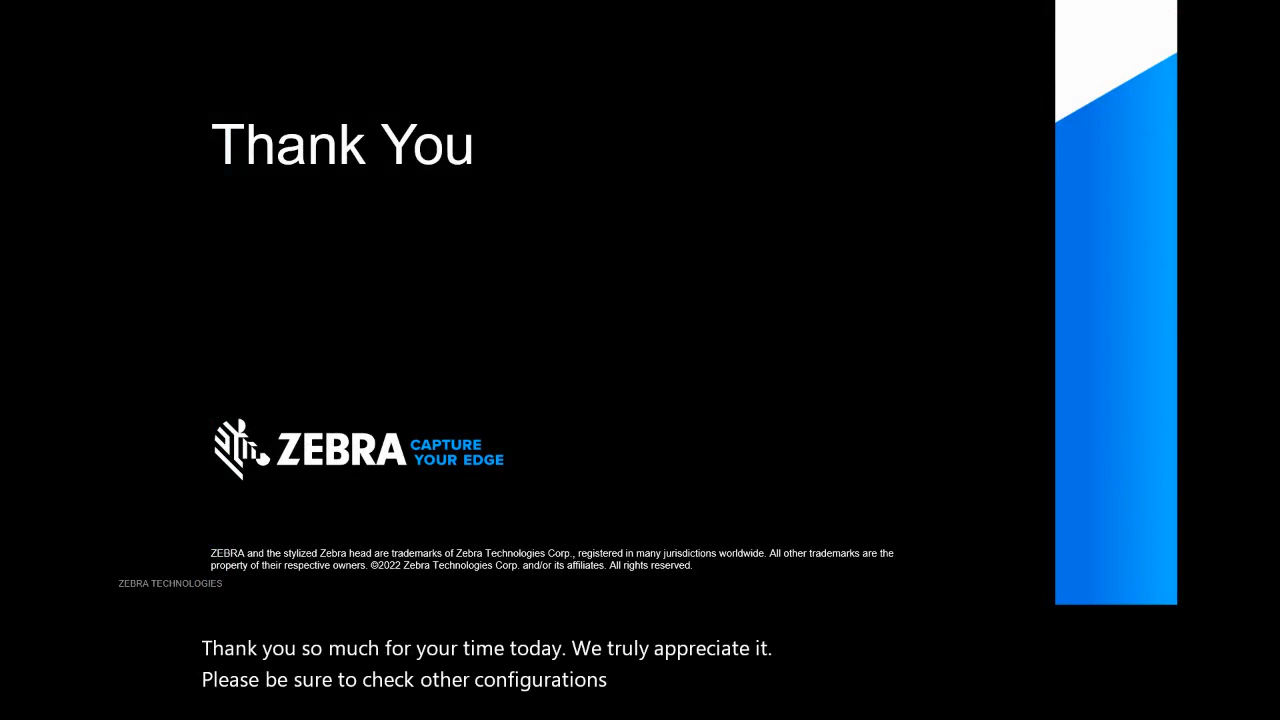 Thank You
ZEBRA CAPTURE
YOUR EDGE
ZEBRA and the stylized Zebra head are trademarks of Zebra Technologies Corp., registered in many jurisdictions worldwide. All other trademarks are the
property of their respective owners. ©2022 Zebra Technologies Corp. and/or its affiliates. All rights reserved.
ZEBRA TECHNOLOGIES
Thank you so much for your time today. We truly appreciate it.
Please be sure to check other configurations